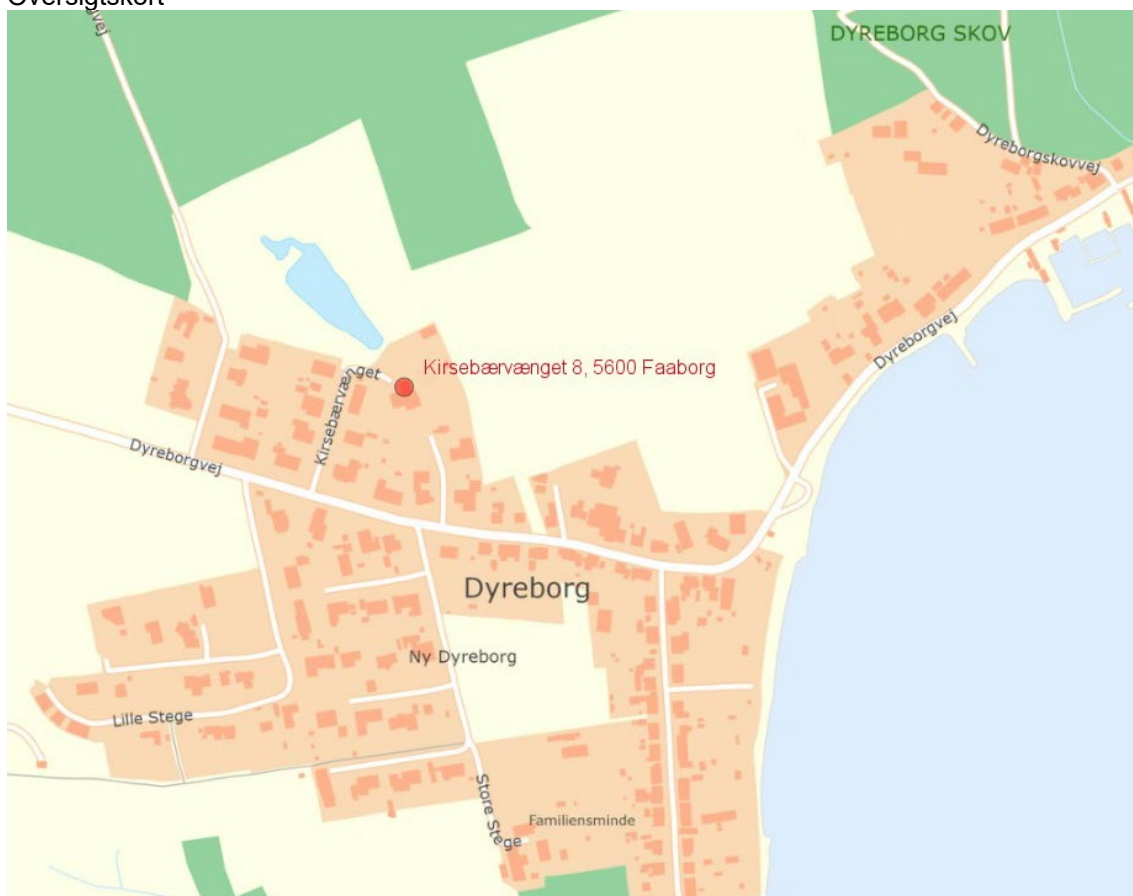 Oversigtskort
DYREBORG SKOV
Dyreborgskovvej
Dyreborgvej
Kirsebærvænget 8, 5600 Faaborg
Kirsebærvænget
Dyreborgvej
Dyreborg
Ny Dyreborg
Lille Stege
Store Stege
Familiensminde